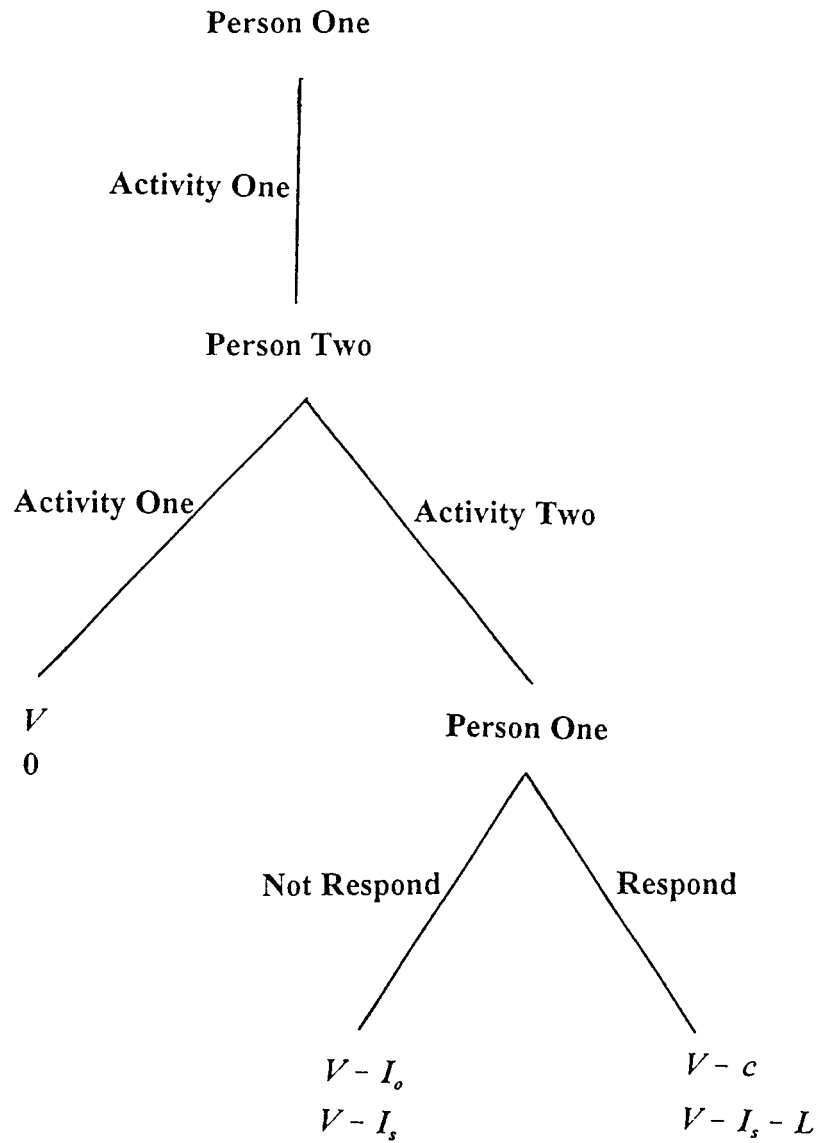 Person One
Activity One
Person Two
Activity One
Activity Two
V
0
Person One
Not Respond
Respond
V - I_o
V - c
V - I_s
V - I_s - L